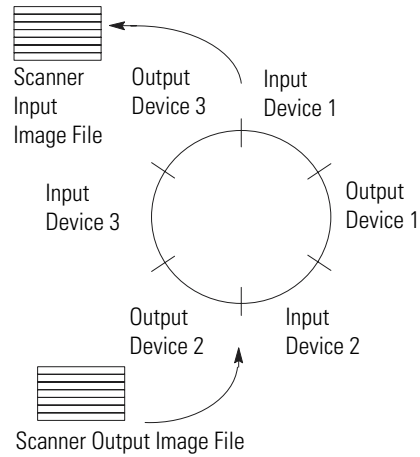 Scanner
Input
Image File
Output
Device 3
Input
Device 1
Input
Device 3
Output
Device 1
Output
Device 2
Input
Device 2
Scanner Output Image File